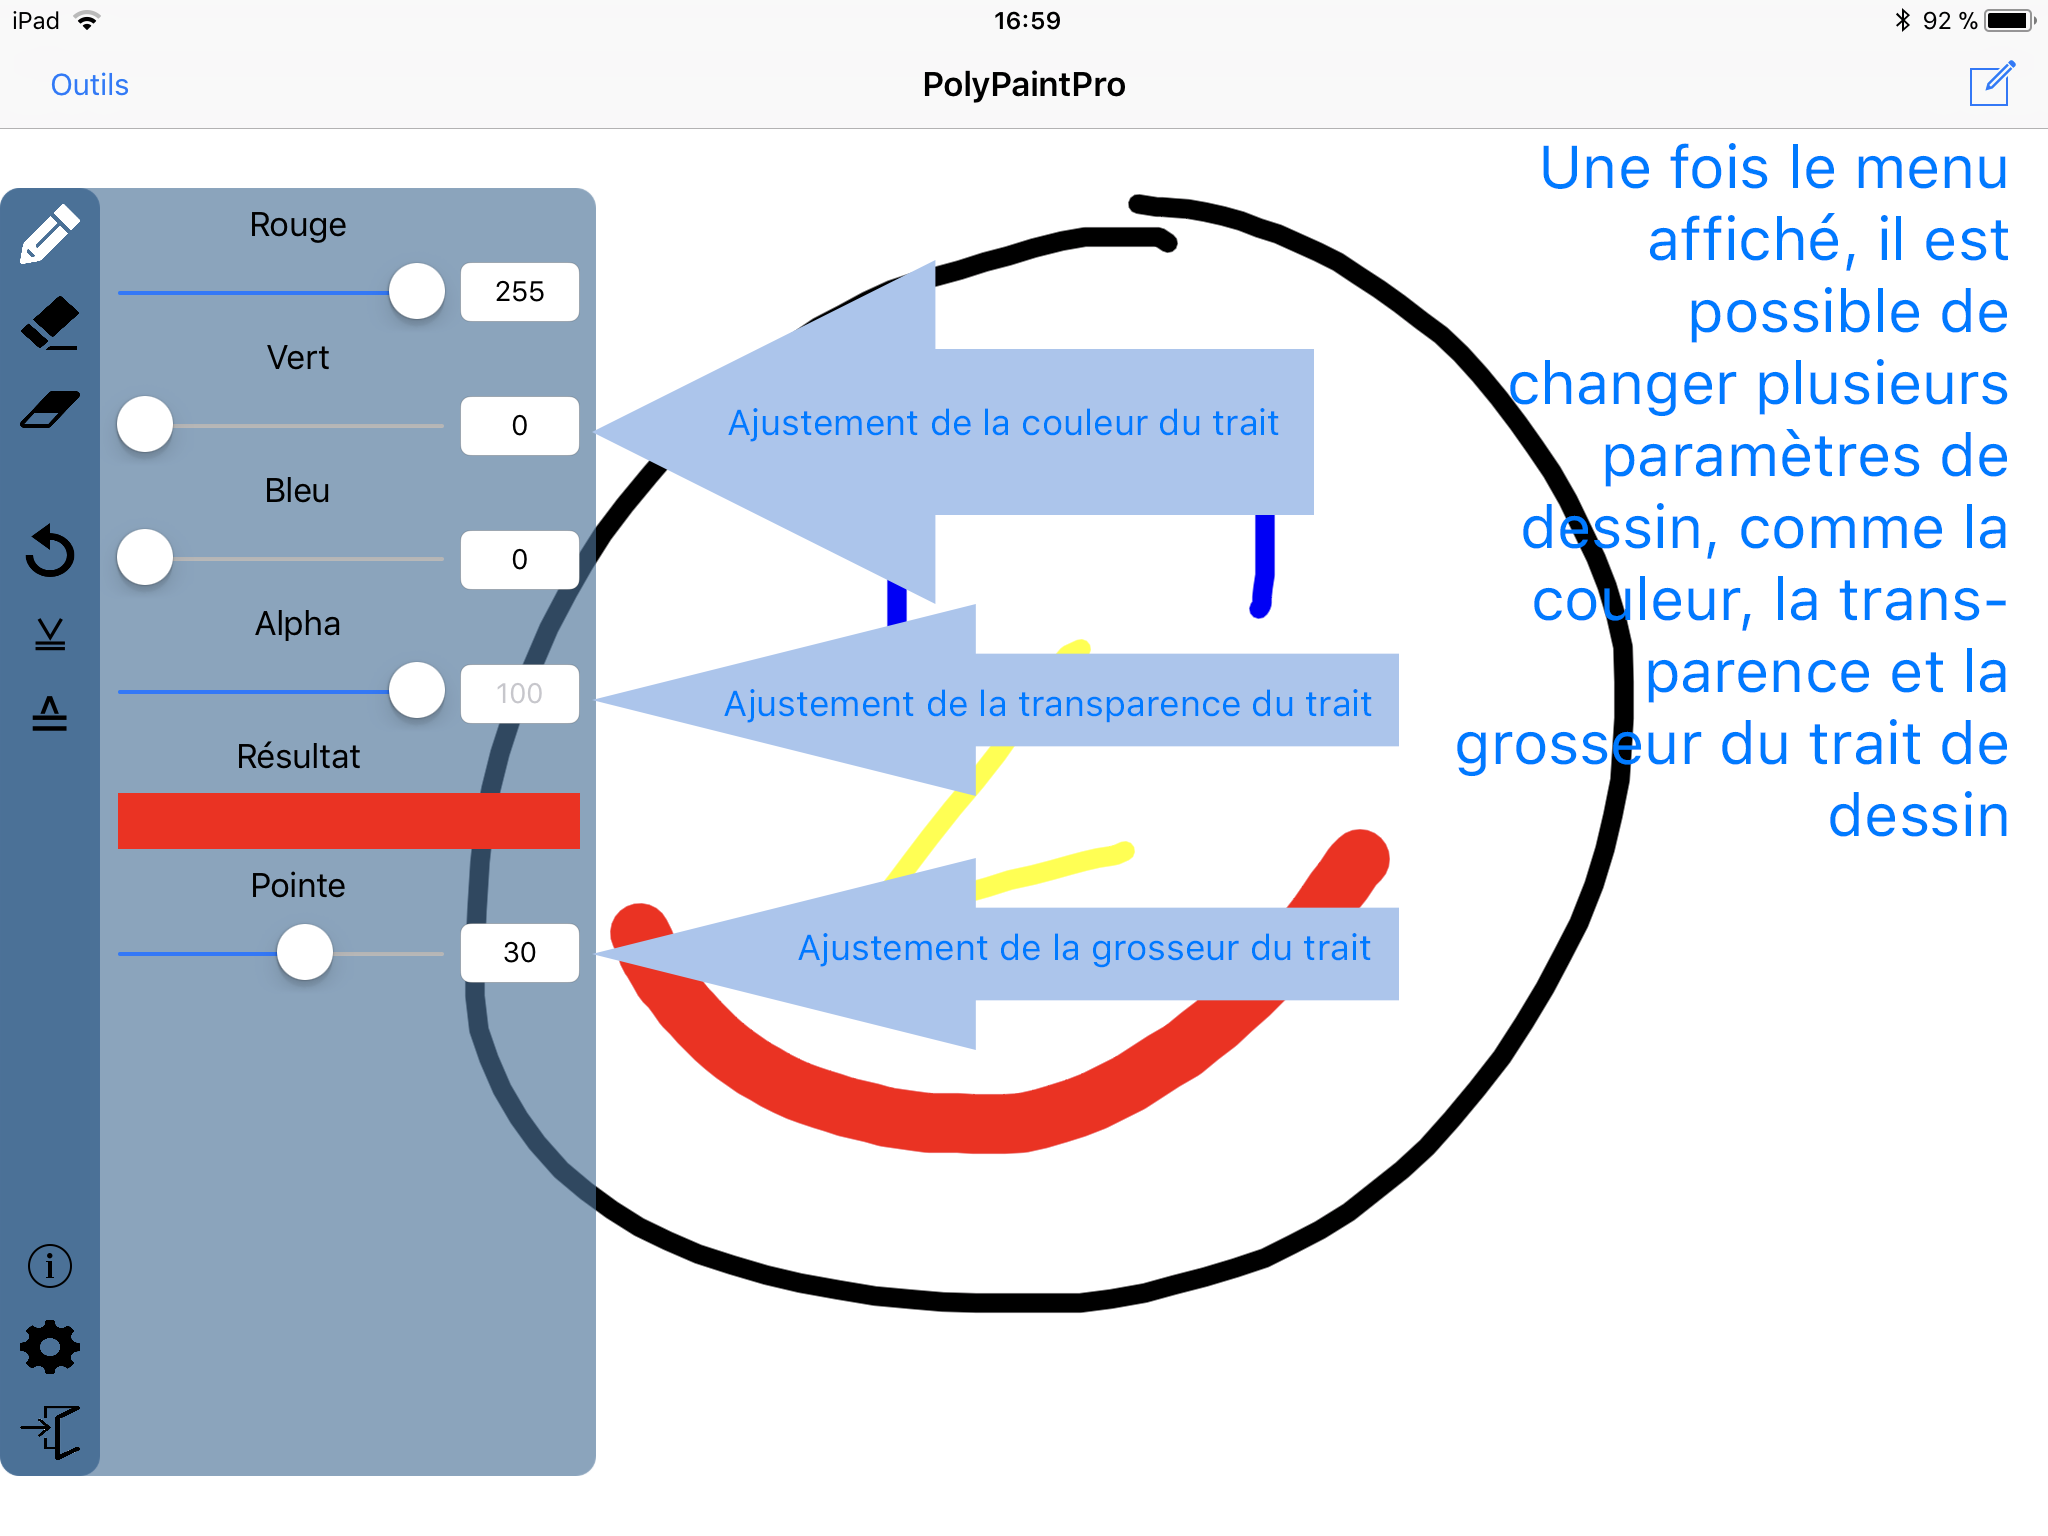 iPad 16:59 92 %
Outils PolyPaintPro
Une fois le menu
affiché, il est
possible de
changer plusieurs
paramètres de
dessin, comme la
couleur, la trans-
parence et la
grosseur du trait de
dessin
Rouge
255
Vert
0
Bleu
0
Alpha
100
Résultat
Pointe
30
Ajustement de la couleur du trait
Ajustement de la transparence du trait
Ajustement de la grosseur du trait